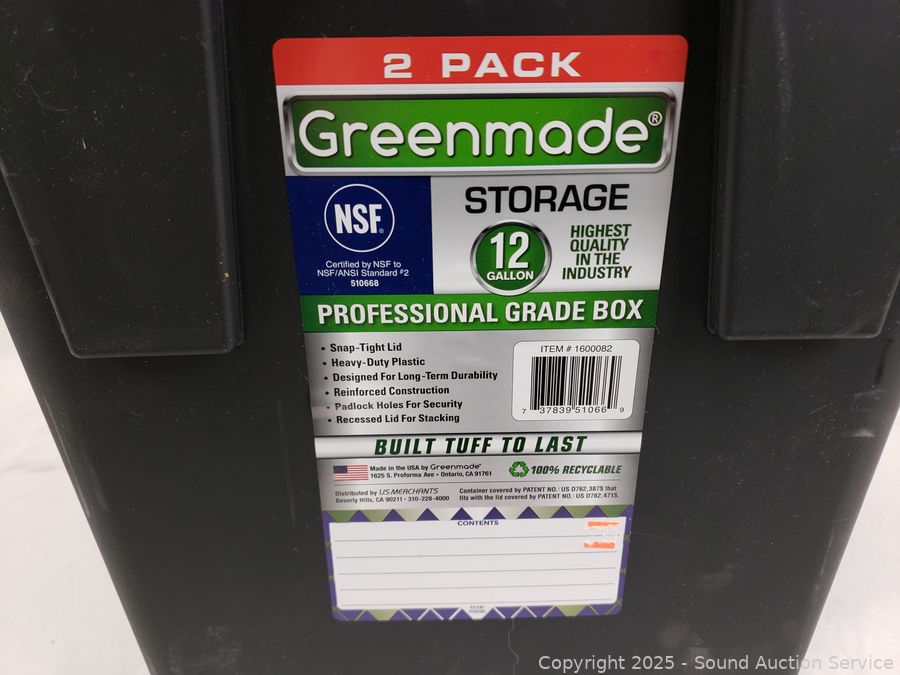 2 PACK
Greenmade®
NSF®
Certified by NSF to
NSF/ANSI Standard #2
510668
STORAGE
12
GALLON
HIGHEST
QUALITY
IN THE
INDUSTRY
PROFESSIONAL GRADE BOX
• Snap-Tight Lid
• Heavy-Duty Plastic
• Designed For Long-Term Durability
• Reinforced Construction
• Padlock Holes For Security
• Recessed Lid For Stacking
ITEM # 1600082
7 37839 51066 9
BUILT TUFF TO LAST
Made in the USA by Greenmade®
1625 S. Proforma Ave • Ontario, CA 91761
100% RECYCLABLE
Distributed by US MERCHANTS
Beverly Hills, CA 90211 · 310-228-4000
Container covered by PATENT NO.: US D762,387S that
fits with the lid covered by PATENT NO.: US D762,471S.
CONTENTS
PATENT
PENDING
Copyright © 2025 - Sound Auction Service